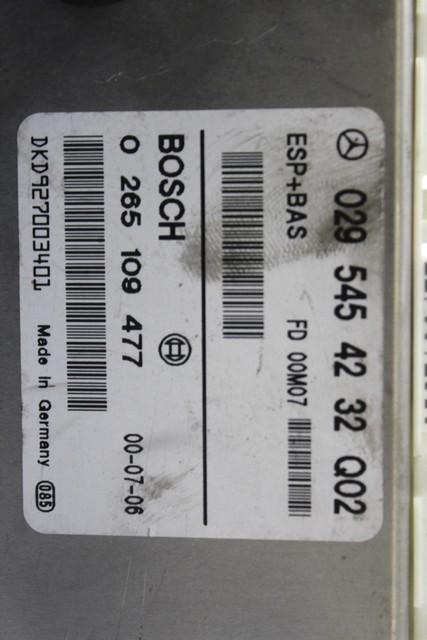 029 545 42 32 Q02
ESP+BAS FD 00M07
BOSCH
0 265 109 477 00-07-06
DKD927003401 Made in Germany 085